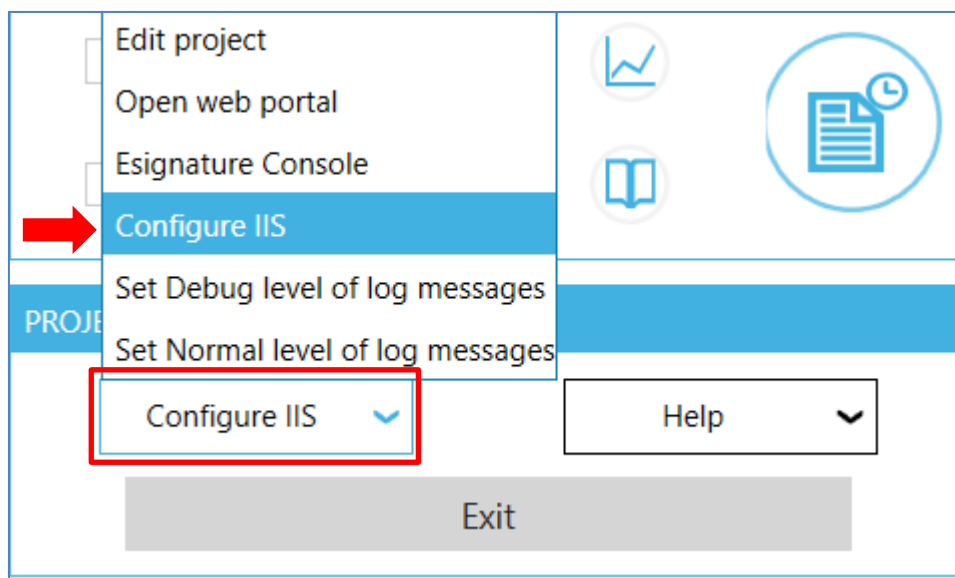 Edit project
Open web portal
Esignature Console
Configure IIS
Set Debug level of log messages
PROJE
Set Normal level of log messages
Configure IIS
Help
Exit